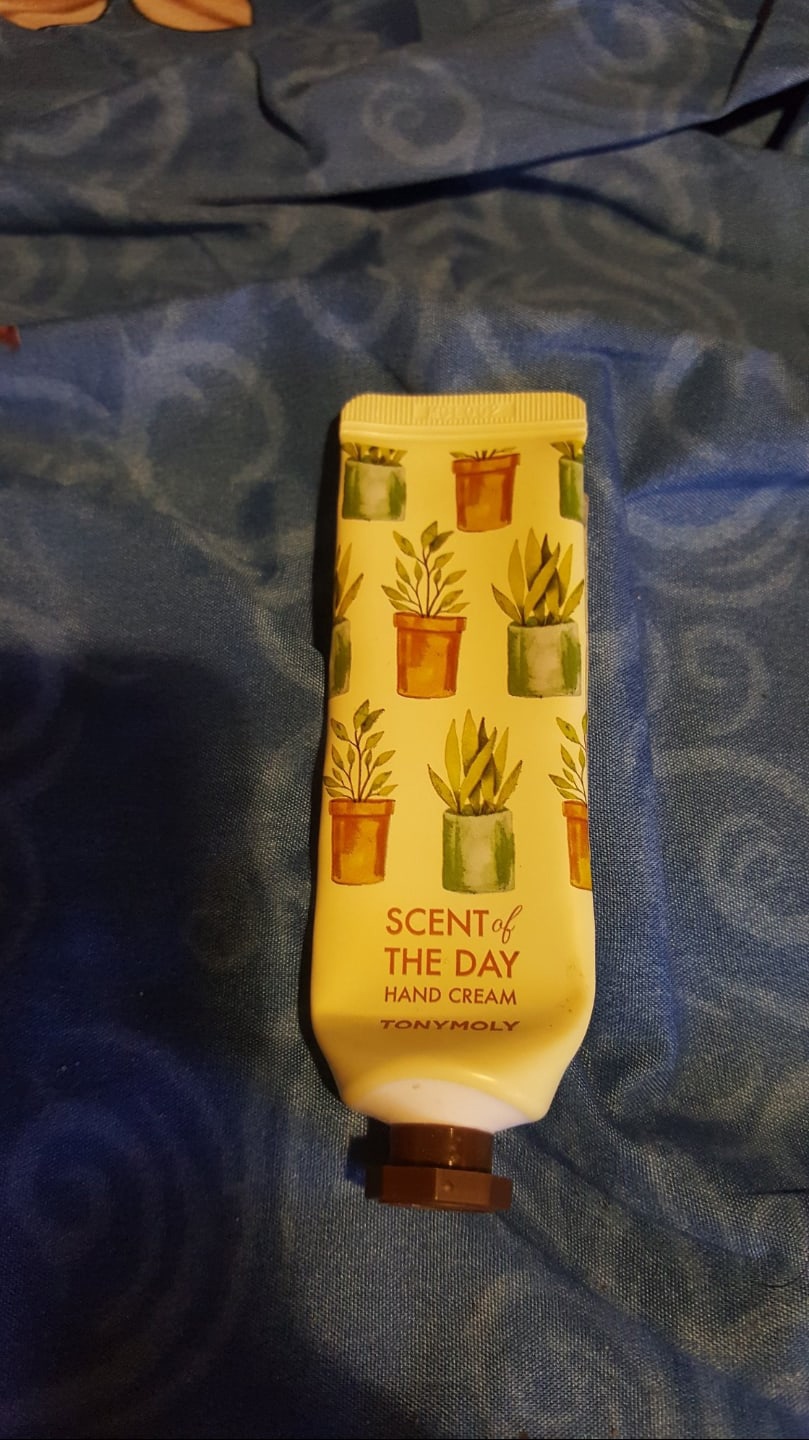 SCENT of
THE DAY
HAND CREAM
TONYMOLY